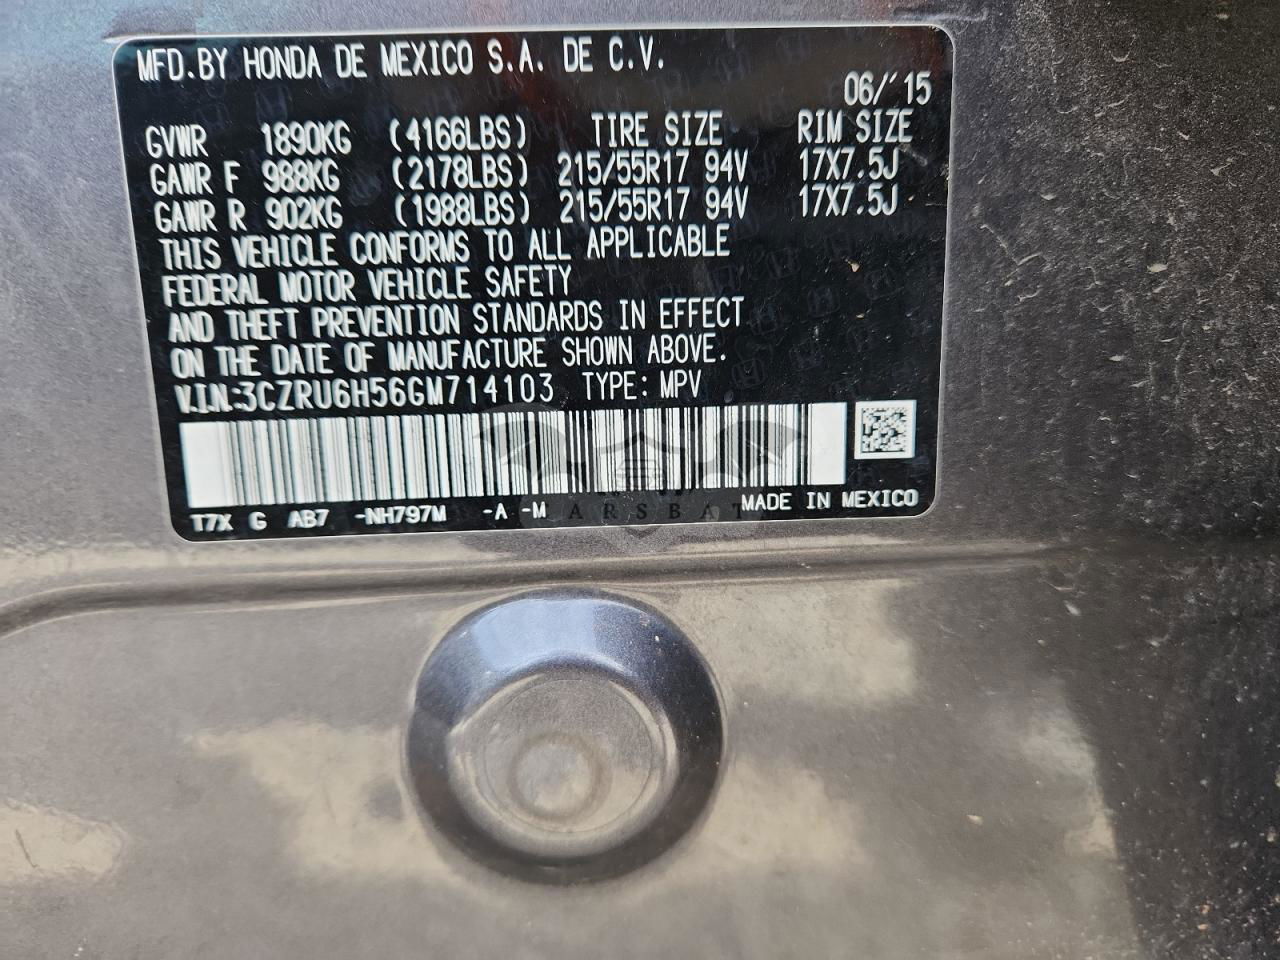 MFD.BY HONDA DE MEXICO S.A. DE C.V.
06/'15
GVWR 1890KG (4166LBS) TIRE SIZE RIM SIZE
GAWR F 988KG (2178LBS) 215/55R17 94V 17X7.5J
GAWR R 902KG (1988LBS) 215/55R17 94V 17X7.5J
THIS VEHICLE CONFORMS TO ALL APPLICABLE
FEDERAL MOTOR VEHICLE SAFETY
AND THEFT PREVENTION STANDARDS IN EFFECT
ON THE DATE OF MANUFACTURE SHOWN ABOVE.
V.I.N.:3CZRU6H56GM714103 TYPE: MPV
T7X G AB7 -NH797M -A -M MADE IN MEXICO
CARSBAT